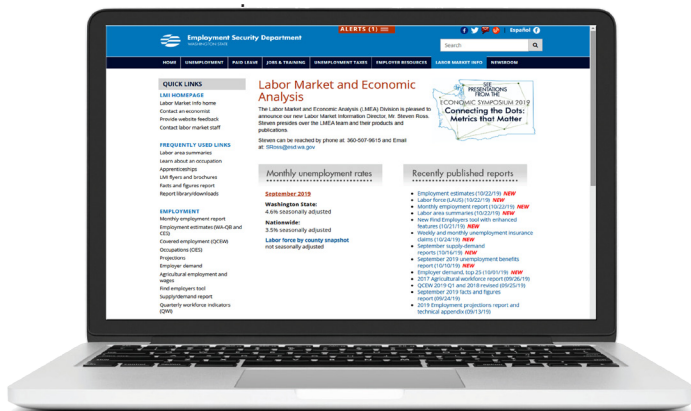 ALERTS (1)
Español
Employment Security Department
WASHINGTON STATE
Search
HOME UNEMPLOYMENT PAID LEAVE JOBS & TRAINING UNEMPLOYMENT TAXES EMPLOYER RESOURCES LABOR MARKET INFO NEWSROOM
QUICK LINKS
LMI HOMEPAGE
Labor Market Info home
Contact an economist
Provide website feedback
Contact labor market staff
FREQUENTLY USED LINKS
Labor area summaries
Learn about an occupation
Apprenticeships
LMI flyers and brochures
Facts and figures report
Report library/downloads
EMPLOYMENT
Monthly employment report
Employment estimates (WA-QB and
CES)
Covered employment (QCEW)
Occupations (OES)
Projections
Employer demand
Agricultural employment and
wages
Find employers tool
Supply/demand report
Quarterly workforce indicators
(QWI)
Labor Market and Economic
Analysis
The Labor Market and Economic Analysis (LMEA) Division is pleased to
announce our new Labor Market Information Director, Mr. Steven Ross.
Steven presides over the LMEA team and their products and
publications.
Steven can be reached by phone at: 360-507-9615 and Email
at: SRoss@esd.wa.gov
SEE
PRESENTATIONS
FROM THE
ECONOMIC SYMPOSIUM 2019
Connecting the Dots:
Metrics that Matter
Monthly unemployment rates
September 2019
Washington State:
4.6% seasonally adjusted
Nationwide:
3.5% seasonally adjusted
Labor force by county snapshot
not seasonally adjusted
Recently published reports
Employment estimates (10/22/19) NEW
Labor force (LAUS) (10/22/19) NEW
Monthly employment report (10/22/19) NEW
Labor area summaries (10/22/19) NEW
New Find Employers tool with enhanced
features (10/21/19) NEW
Weekly and monthly unemployment insurance
claims (10/24/19) NEW
September supply-demand
reports (10/16/19) NEW
September 2019 unemployment benefits
report (10/10/19) NEW
Employer demand, top 25 (10/01/19) NEW
2017 Agricultural workforce report (09/26/19)
QCEW 2019 Q1 and 2018 revised (09/25/19)
September 2019 facts and figures
report (09/24/19)
2019 Employment projections report and
technical appendix (09/13/19)